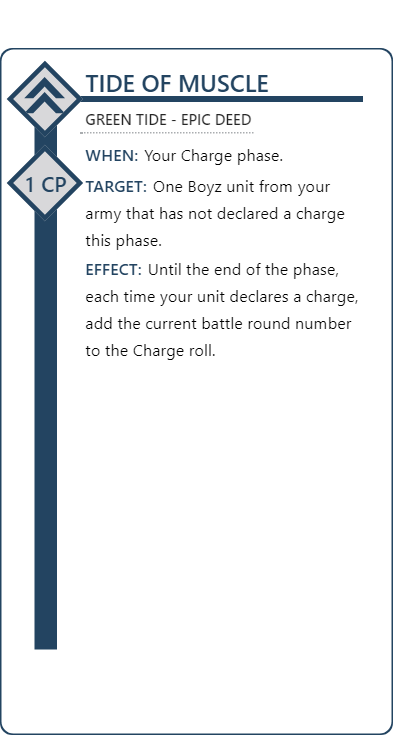 TIDE OF MUSCLE
GREEN TIDE - EPIC DEED
1 CP
WHEN: Your Charge phase.
TARGET: One Boyz unit from your
army that has not declared a charge
this phase.
EFFECT: Until the end of the phase,
each time your unit declares a charge,
add the current battle round number
to the Charge roll.